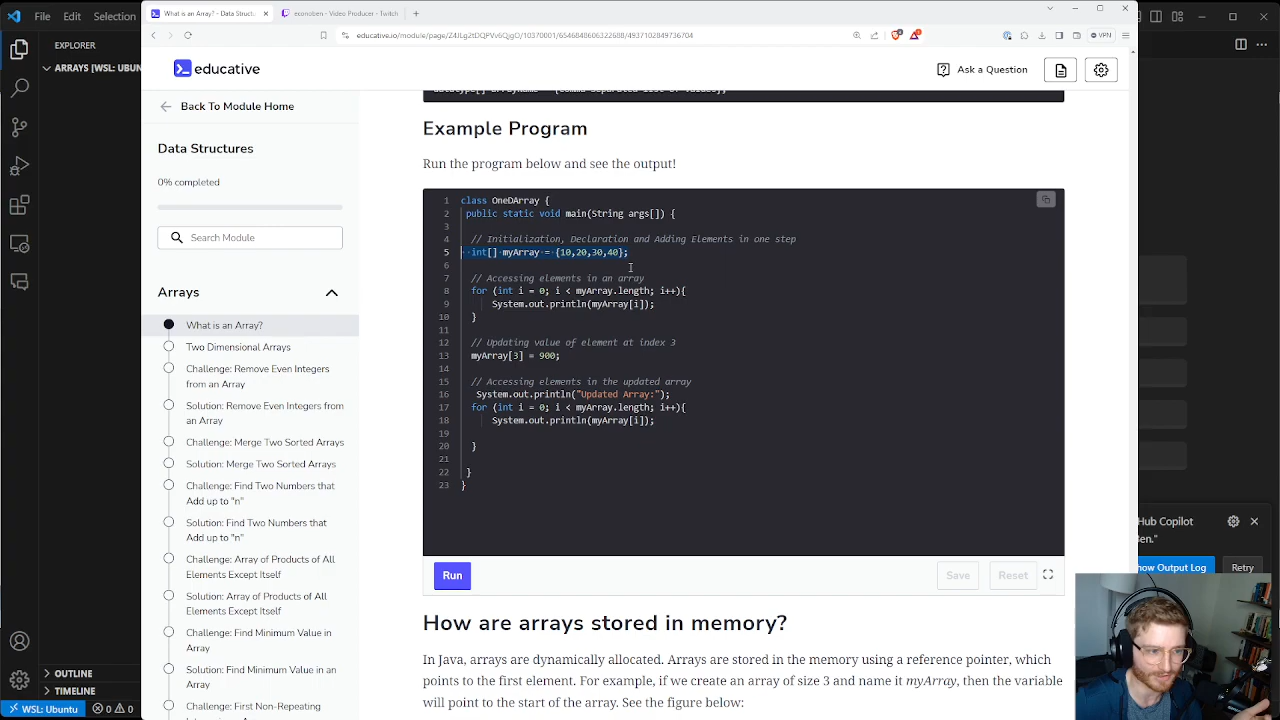 What is an Array? - Data Struct:
econoben - Video Producer - Twitch
File Edit Selection
educative.io/module/page/
VPN
EXPLORER
ARRAYS [WSL: UBUN
educative
Ask a Question
Back To Module Home
Data Structures
0% completed
Search Module
Arrays
What is an Array?
Two Dimensional Arrays
Challenge: Remove Even Integers
from an Array
Solution: Remove Even Integers from
an Array
Challenge: Merge Two Sorted Arrays
Solution: Merge Two Sorted Arrays
Challenge: Find Two Numbers that
Add up to "n"
Solution: Find Two Numbers that
Add up to "n"
Challenge: Array of Products of All
Elements Except Itself
Solution: Array of Products of All
Elements Except Itself
Challenge: Find Minimum Value in
Array
Solution: Find Minimum Value in an
Array
Challenge: First Non-Repeating
Example Program
Run the program below and see the output!
1 class OneDArray {
2 public static void main(String args[]) {
3
4 // Initialization, Declaration and Adding Elements in one step
5 int[] myArray = {10,20,30,40};
6
7 // Accessing elements in an array
8 for (int i = 0; i < myArray.length; i++){
9 System.out.println(myArray[i]);
10 }
11
12 // Updating value of element at index 3
13 myArray[3] = 900;
14
15 // Accessing elements in the updated array
16 System.out.println("Updated Array:");
17 for (int i = 0; i < myArray.length; i++){
18 System.out.println(myArray[i]);
19
20 }
21
22 }
23 }
Run
Save
Reset
How are arrays stored in memory?
In Java, arrays are dynamically allocated. Arrays are stored in the memory using a reference pointer, which
points to the first element. For example, if we create an array of size 3 and name it myArray, then the variable
will point to the start of the array. See the figure below:
Hub Copilot
Ben."
how Output Log
Retry
OUTLINE
TIMELINE
WSL: Ubuntu 0 0